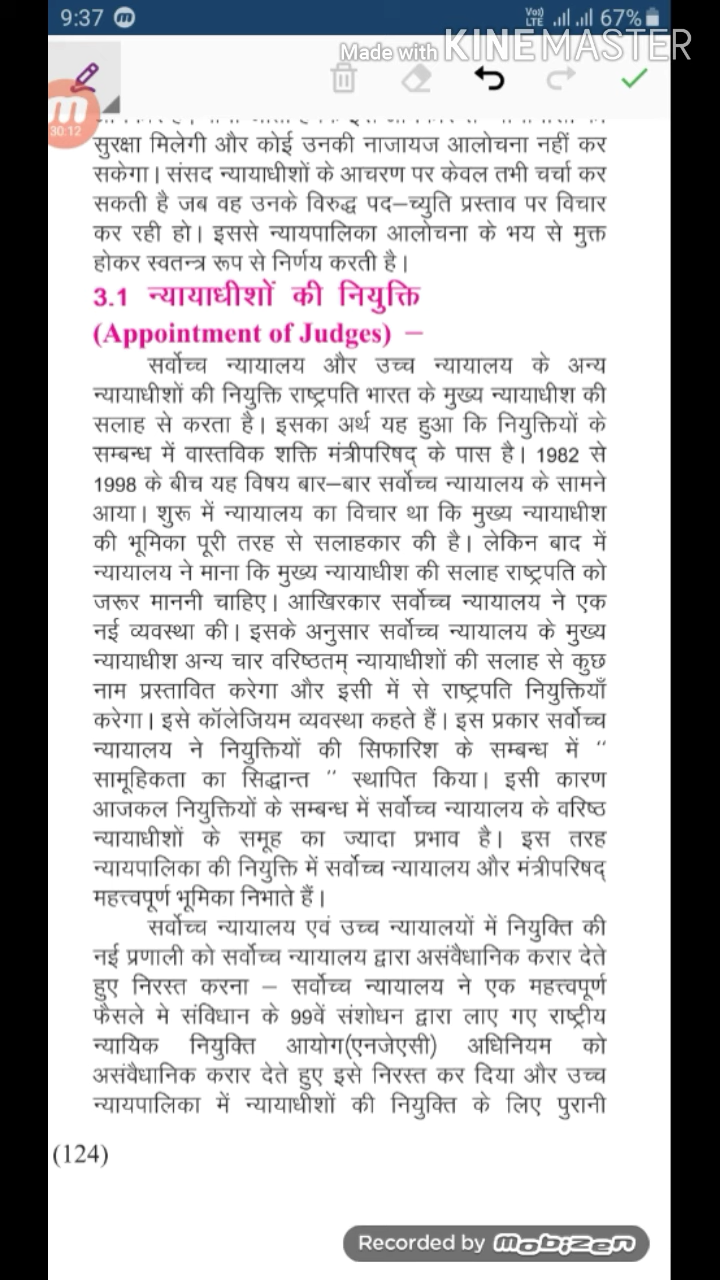 9:37
VoD LTE 67%
Made with KINEMASTER
30:12
सुरक्षा मिलेगी और कोई उनकी नाजायज आलोचना नहीं कर
सकेगा। संसद न्यायाधीशों के आचरण पर केवल तभी चर्चा कर
सकती है जब वह उनके विरुद्ध पद–च्युति प्रस्ताव पर विचार
कर रही हो। इससे न्यायपालिका आलोचना के भय से मुक्त
होकर स्वतन्त्र रूप से निर्णय करती है।
3.1 न्यायाधीशों की नियुक्ति
(Appointment of Judges) –
सर्वोच्च न्यायालय और उच्च न्यायालय के अन्य
न्यायाधीशों की नियुक्ति राष्ट्रपति भारत के मुख्य न्यायाधीश की
सलाह से करता है। इसका अर्थ यह हुआ कि नियुक्तियों के
सम्बन्ध में वास्तविक शक्ति मंत्रीपरिषद् के पास है। 1982 से
1998 के बीच यह विषय बार–बार सर्वोच्च न्यायालय के सामने
आया। शुरू में न्यायालय का विचार था कि मुख्य न्यायाधीश
की भूमिका पूरी तरह से सलाहकार की है। लेकिन बाद में
न्यायालय ने माना कि मुख्य न्यायाधीश की सलाह राष्ट्रपति को
जरूर माननी चाहिए। आखिरकार सर्वोच्च न्यायालय ने एक
नई व्यवस्था की। इसके अनुसार सर्वोच्च न्यायालय के मुख्य
न्यायाधीश अन्य चार वरिष्ठतम् न्यायाधीशों की सलाह से कुछ
नाम प्रस्तावित करेगा और इसी में से राष्ट्रपति नियुक्तियाँ
करेगा। इसे कॉलेजियम व्यवस्था कहते हैं। इस प्रकार सर्वोच्च
न्यायालय ने नियुक्तियों की सिफारिश के सम्बन्ध में "
सामूहिकता का सिद्धान्त " स्थापित किया। इसी कारण
आजकल नियुक्तियों के सम्बन्ध में सर्वोच्च न्यायालय के वरिष्ठ
न्यायाधीशों के समूह का ज्यादा प्रभाव है। इस तरह
न्यायपालिका की नियुक्ति में सर्वोच्च न्यायालय और मंत्रीपरिषद्
महत्त्वपूर्ण भूमिका निभाते हैं।
सर्वोच्च न्यायालय एवं उच्च न्यायालयों में नियुक्ति की
नई प्रणाली को सर्वोच्च न्यायालय द्वारा असंवैधानिक करार देते
हुए निरस्त करना – सर्वोच्च न्यायालय ने एक महत्त्वपूर्ण
फैसले मे संविधान के 99वें संशोधन द्वारा लाए गए राष्ट्रीय
न्यायिक नियुक्ति आयोग(एनजेएसी) अधिनियम को
असंवैधानिक करार देते हुए इसे निरस्त कर दिया और उच्च
न्यायपालिका में न्यायाधीशों की नियुक्ति के लिए पुरानी
(124)
Recorded by mobizen